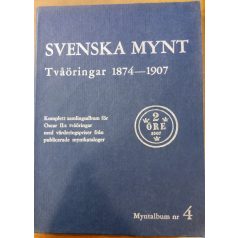 SVENSKA MYNT
Tvåöringar 1874—1907
Komplett samlingsalbum för
Oscar II:s tvåöringar
med värderingspriser från
publicerade myntkataloger
2
ÖRE
1907
Myntalbum nr 4